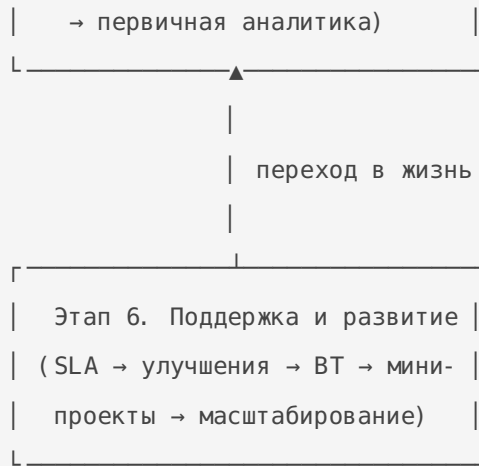 → первичная аналитика)
переход в жизнь
Этап 6. Поддержка и развитие
(SLA → улучшения → BT → мини-
проекты → масштабирование)